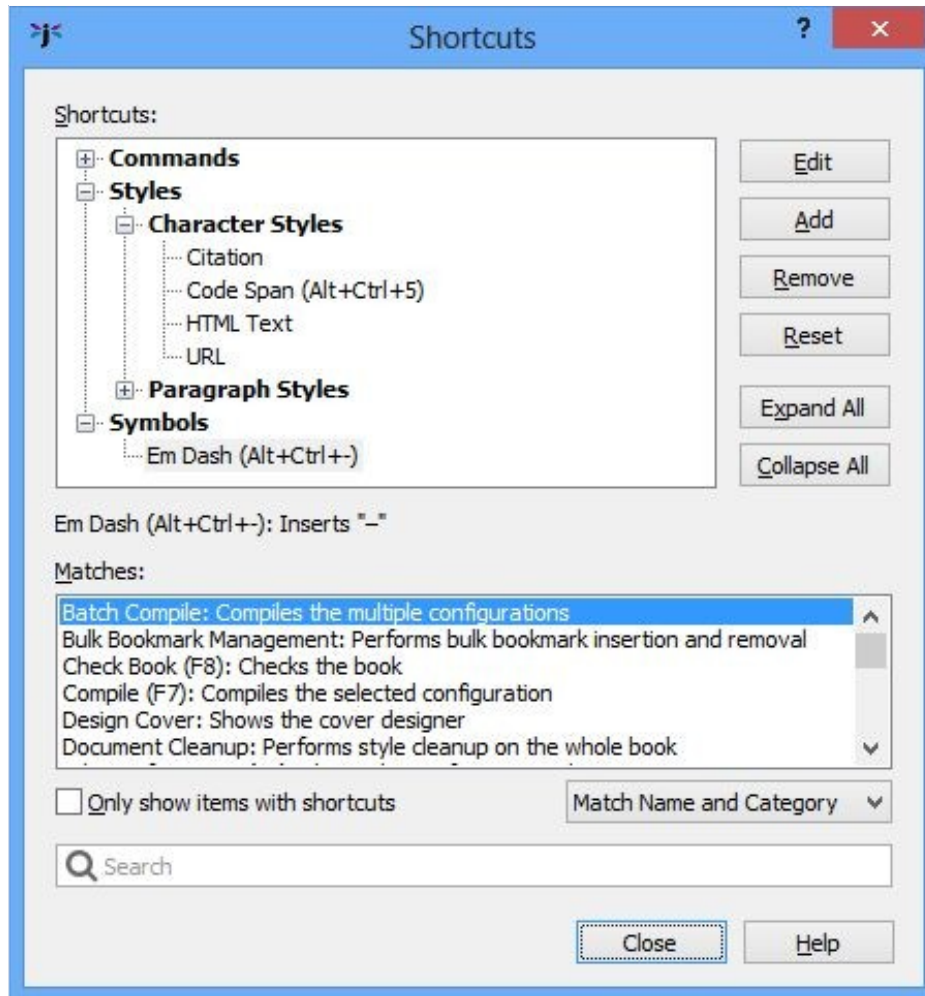 Shortcuts
?
Shortcuts:
Commands
Styles
Character Styles
Citation
Code Span (Alt+Ctrl+5)
HTML Text
URL
Paragraph Styles
Symbols
Em Dash (Alt+Ctrl+-)
Edit
Add
Remove
Reset
Expand All
Collapse All
Em Dash (Alt+Ctrl+-): Inserts "—"
Matches:
Batch Compile: Compiles the multiple configurations
Bulk Bookmark Management: Performs bulk bookmark insertion and removal
Check Book (F8): Checks the book
Compile (F7): Compiles the selected configuration
Design Cover: Shows the cover designer
Document Cleanup: Performs style cleanup on the whole book
Only show items with shortcuts
Match Name and Category
Search
Close
Help